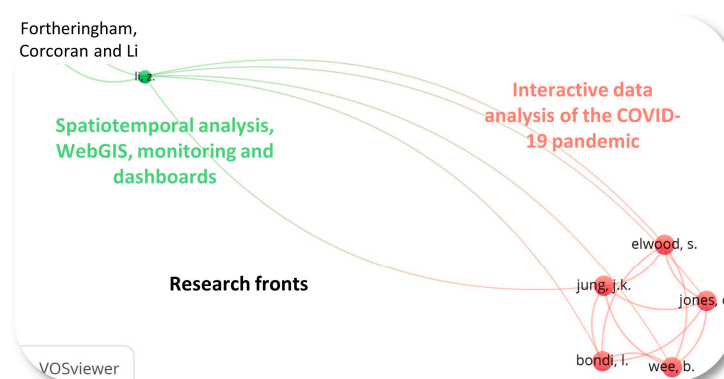 Fortheringham,
Corcoran and Li
li, z.
Spatiotemporal analysis,
WebGIS, monitoring and
dashboards
Interactive data
analysis of the COVID-
19 pandemic
elwood, s.
Research fronts
jung, j.k.
jones,
bondi, l.
wee, b.
VOSviewer